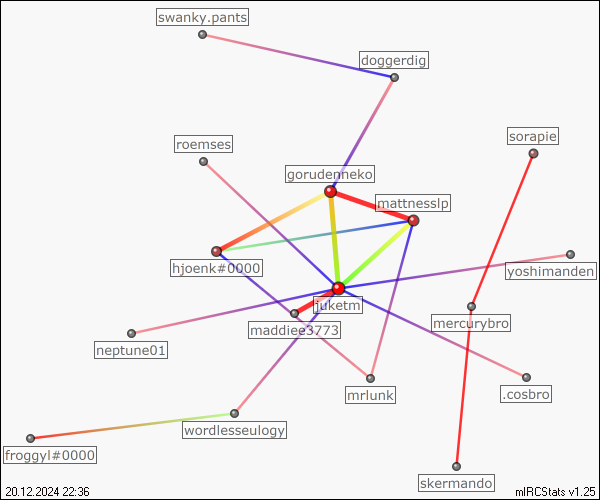 swanky.pants
doggerdig
sorapie
roemses
gorudenneko
mattnesslp
hjoenk#0000
yoshimanden
juketm
maddiee3773
mercurybro
neptune01
mrlunk
.cosbro
wordlesseulogy
froggyl#0000
skermando
20.12.2024 22:36
mIRCStats v1.25